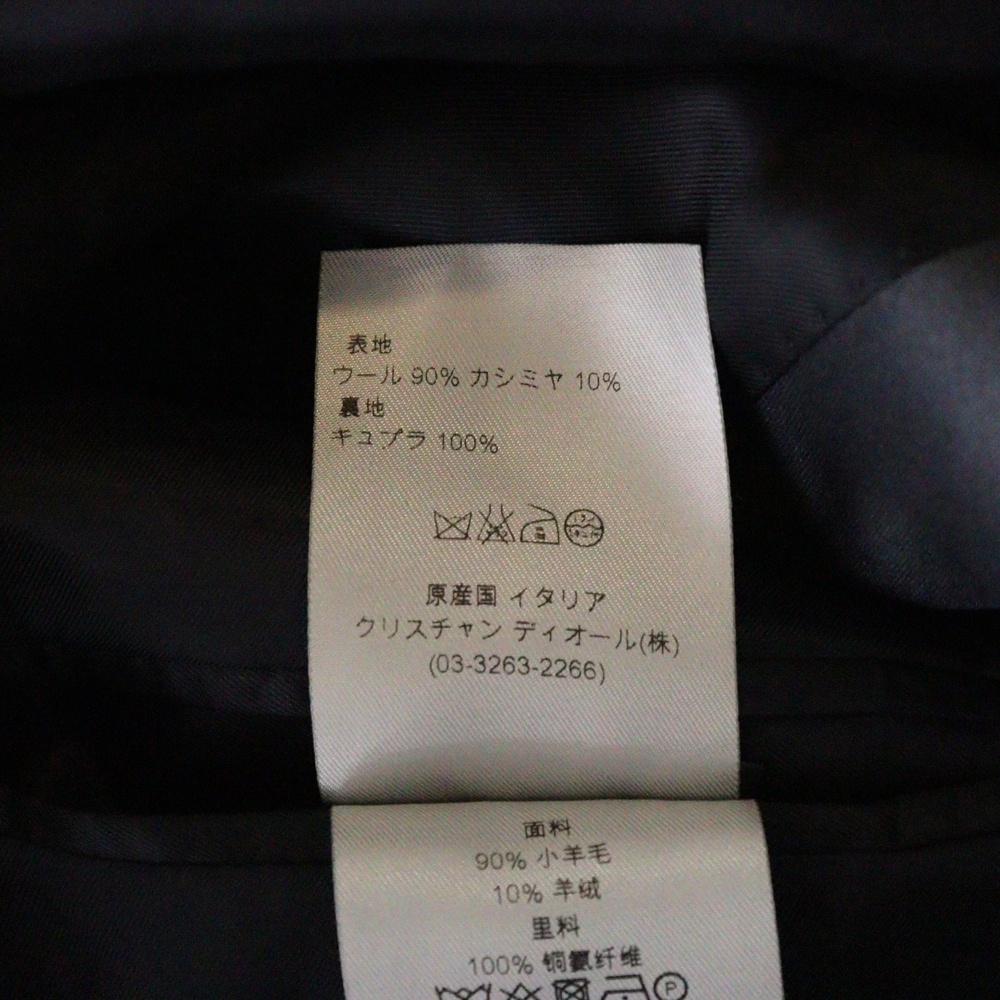 表地
ウール 90% カシミヤ 10%
裏地
キュプラ 100%
原産国 イタリア
クリスチャン ディオール(株)
(03-3263-2266)
面料
90% 小羊毛
10% 羊绒
里料
100% 铜氨纤维
P